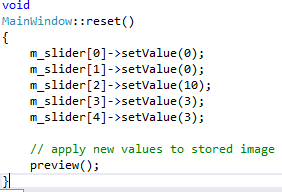 void
MainWindow::reset()
{
    m_slider[0]->setValue(0);
    m_slider[1]->setValue(0);
    m_slider[2]->setValue(10);
    m_slider[3]->setValue(3);
    m_slider[4]->setValue(3);

    // apply new values to stored image
    preview();
}